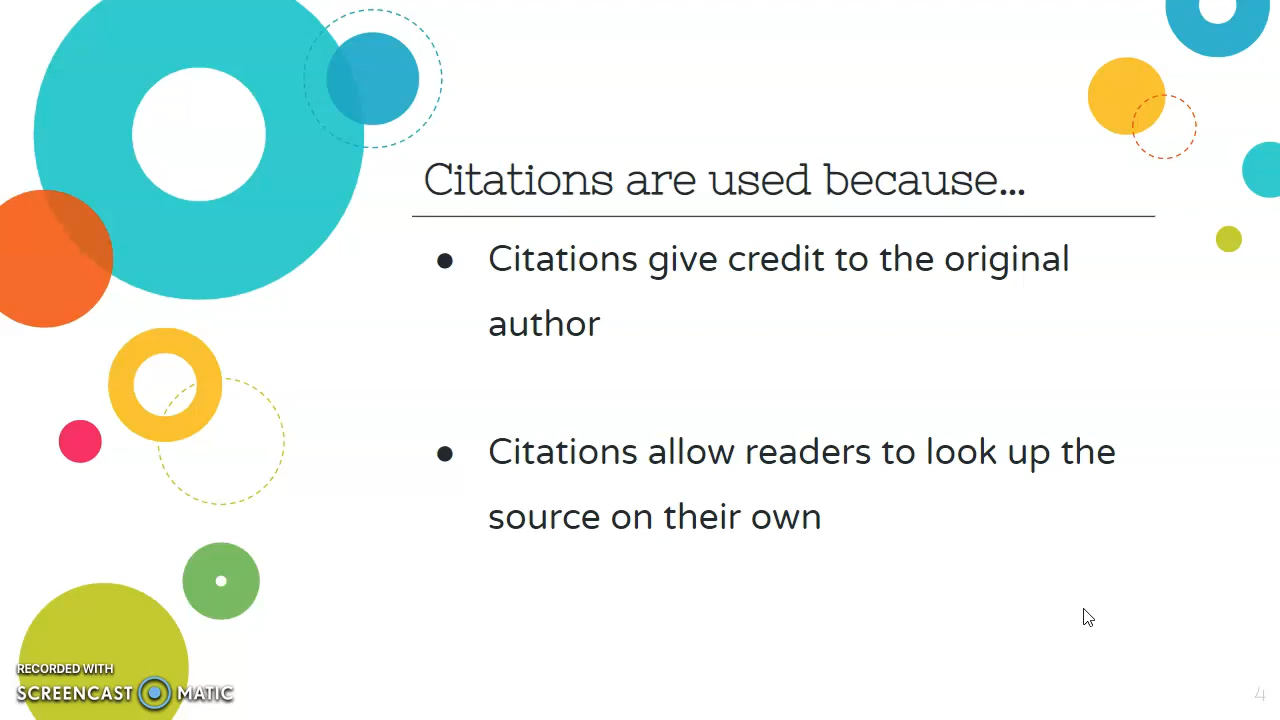 Citations are used because...
● Citations give credit to the original
author
● Citations allow readers to look up the
source on their own
RECORDED WITH
SCREENCAST MATIC
4